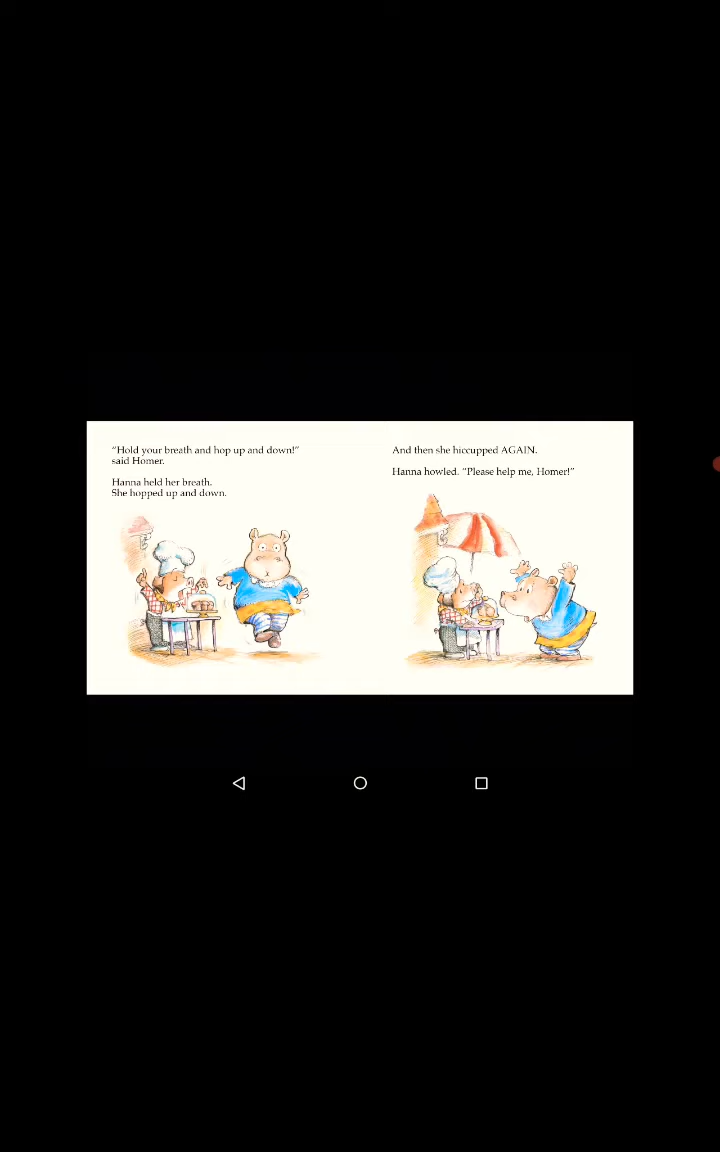 “Hold your breath and hop up and down!”
said Homer.
Hanna held her breath.
She hopped up and down.
And then she hiccupped AGAIN.
Hanna howled. “Please help me, Homer!”